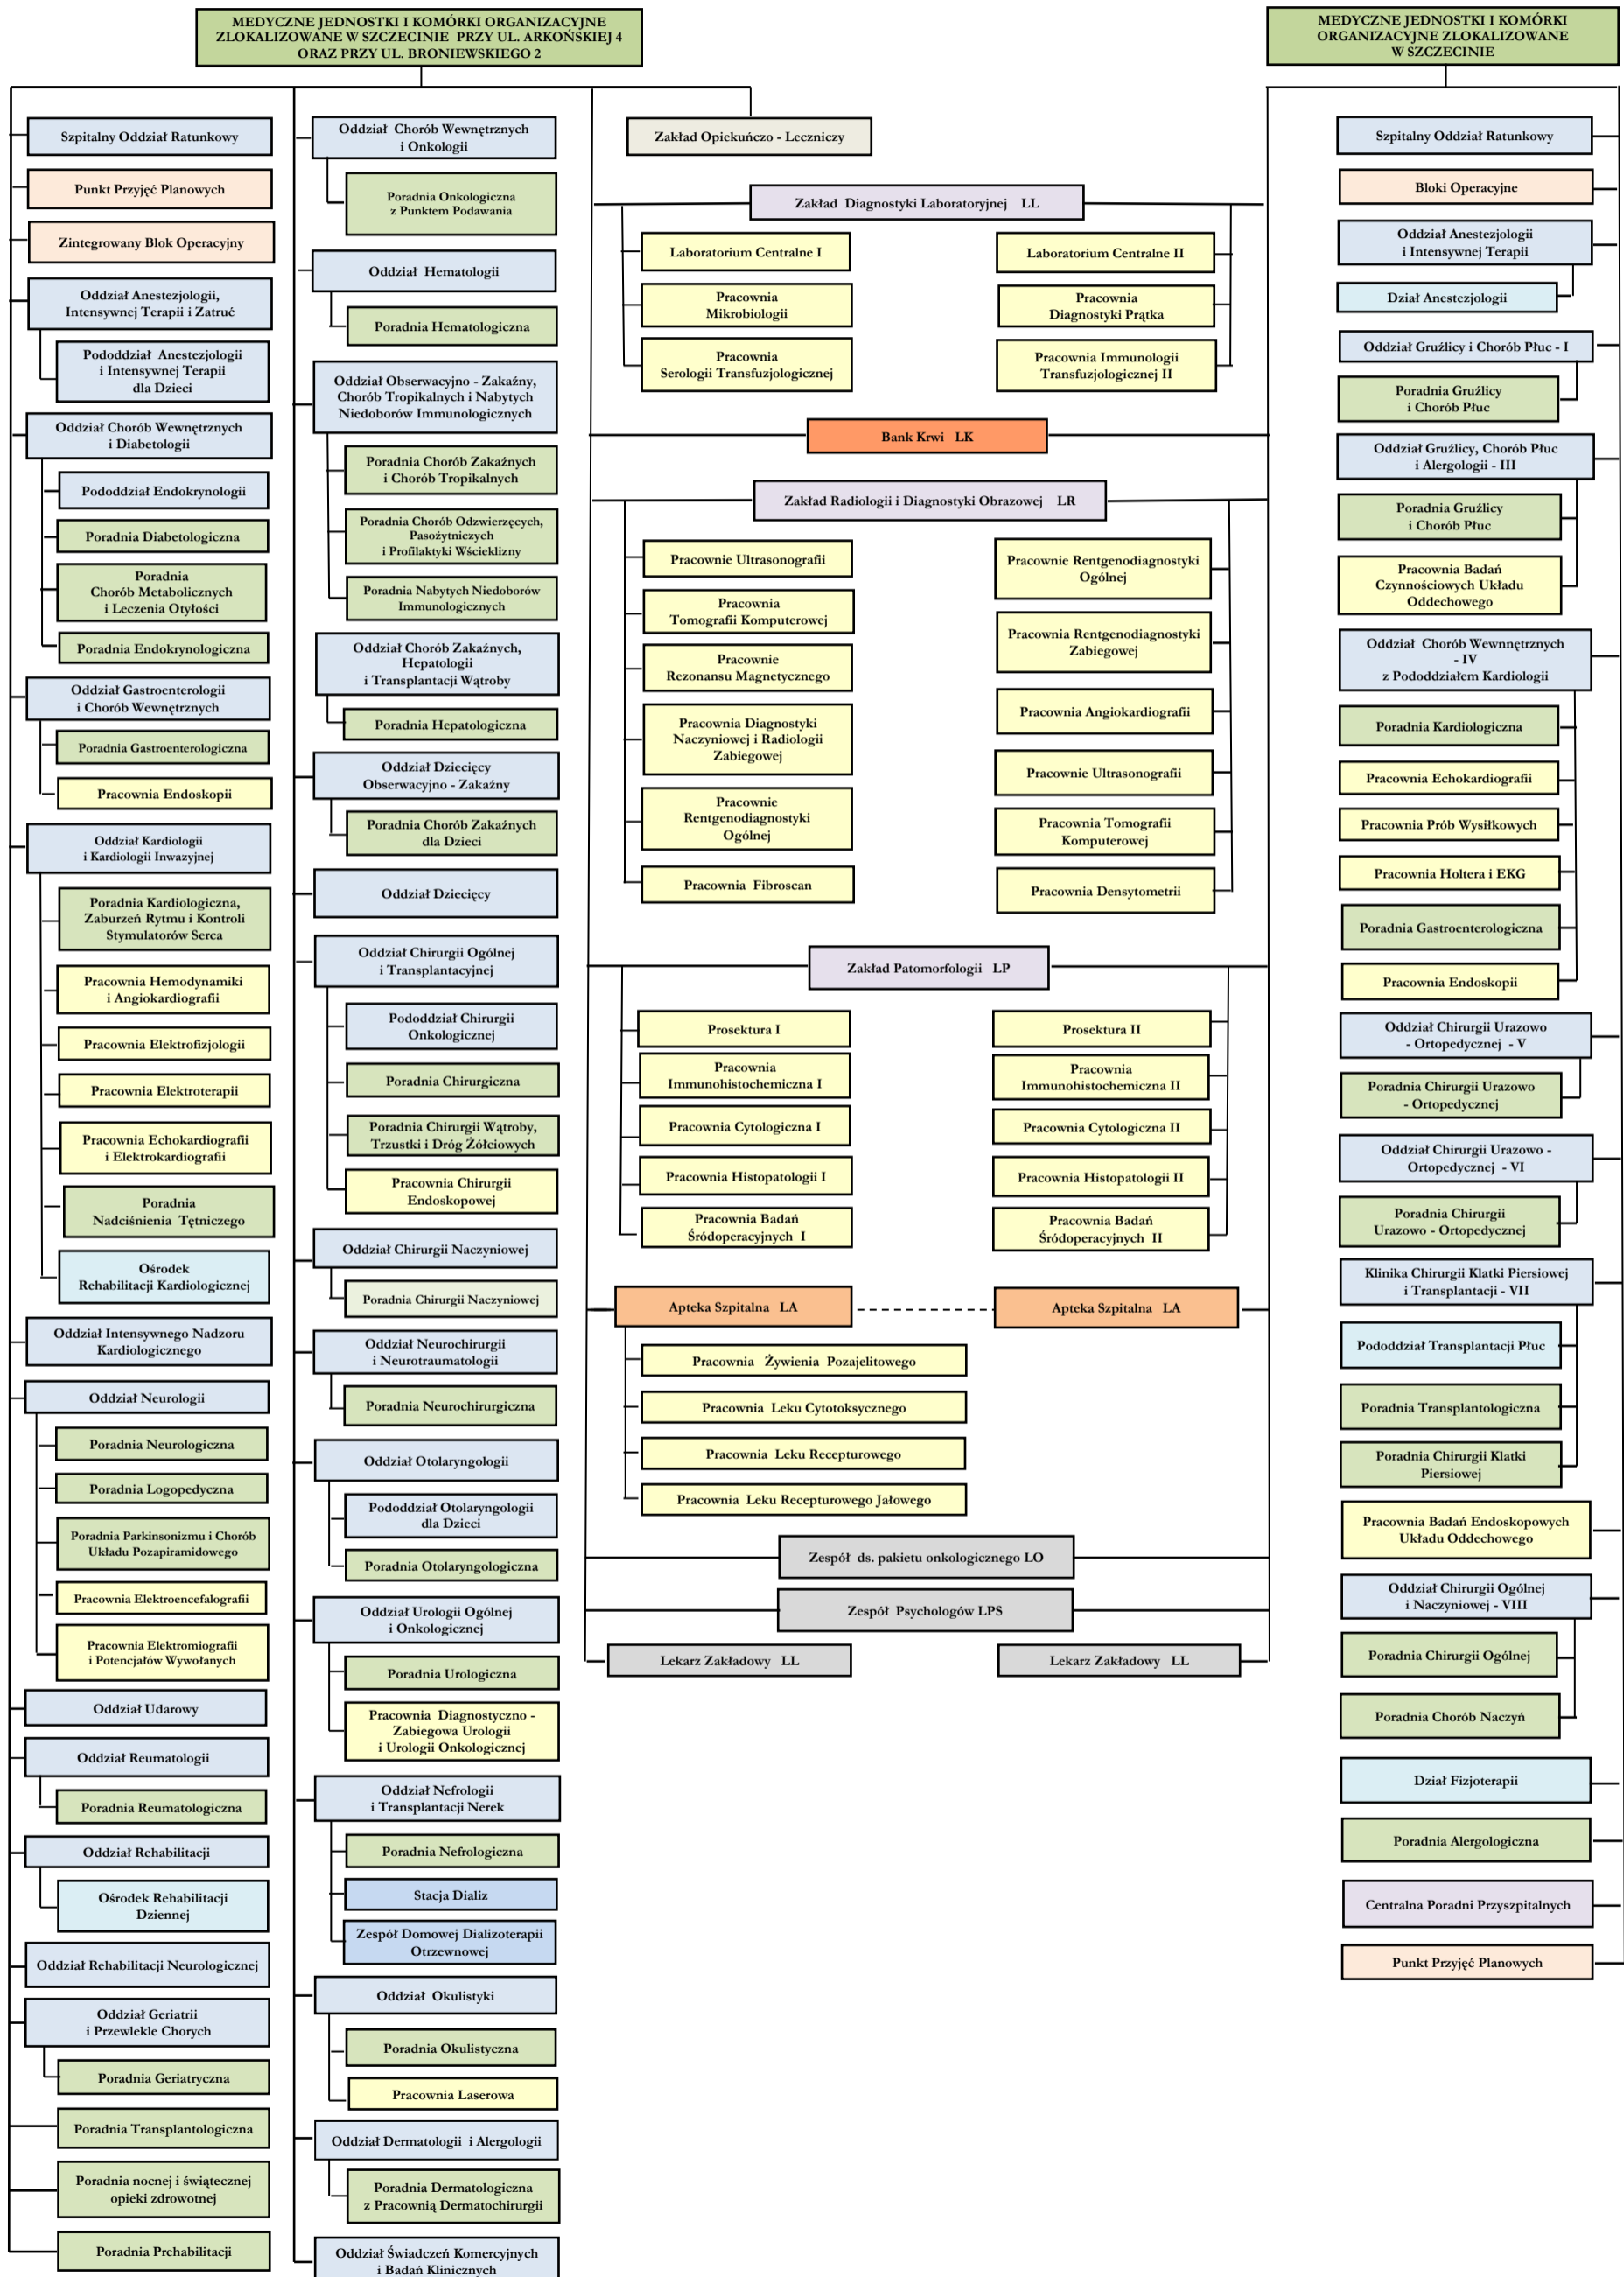 MEDYCZNE JEDNOSTKI I KOMÓRKI ORGANIZACYJNE
ZLOKALIZOWANE W SZCZECINIE PRZY UL. ARKOŃSKIEJ 4
ORAZ PRZY UL. BRONIEWSKIEGO 2
Szpitalny Oddział Ratunkowy
Punkt Przyjęć Planowych
Zintegrowany Blok Operacyjny
Oddział Anestezjologii,
Intensywnej Terapii i Zatruć
Pododdział Anestezjologii
i Intensywnej Terapii
dla Dzieci
Oddział Chorób Wewnętrznych
i Diabetologii
Pododdział Endokrynologii
Poradnia Diabetologiczna
Poradnia
Chorób Metabolicznych
i Leczenia Otyłości
Poradnia Endokrynologiczna
Oddział Gastroenterologii
i Chorób Wewnętrznych
Poradnia Gastroenterologiczna
Pracownia Endoskopii
Oddział Kardiologii
i Kardiologii Inwazyjnej
Poradnia Kardiologiczna,
Zaburzeń Rytmu i Kontroli
Stymulatorów Serca
Pracownia Hemodynamiki
i Angiokardiografii
Pracownia Elektrofizjologii
Pracownia Elektroterapii
Pracownia Echokardiografii
i Elektrokardiografii
Poradnia
Nadciśnienia Tętniczego
Ośrodek
Rehabilitacji Kardiologicznej
Oddział Intensywnego Nadzoru
Kardiologicznego
Oddział Neurologii
Poradnia Neurologiczna
Poradnia Logopedyczna
Poradnia Parkinsonizmu i Chorób
Układu Pozapiramidowego
Pracownia Elektroencefalografii
Pracownia Elektromiografii
i Potencjałów Wywołanych
Oddział Udarowy
Oddział Reumatologii
Poradnia Reumatologiczna
Oddział Rehabilitacji
Ośrodek Rehabilitacji
Dziennej
Oddział Rehabilitacji Neurologicznej
Oddział Geriatrii
i Przewlekle Chorych
Poradnia Geriatryczna
Poradnia Transplantologiczna
Poradnia nocnej i świątecznej
opieki zdrowotnej
Poradnia Prehabilitacji
Oddział Chorób Wewnętrznych
i Onkologii
Poradnia Onkologiczna
z Punktem Podawania
Oddział Hematologii
Poradnia Hematologiczna
Oddział Obserwacyjno - Zakaźny,
Chorób Tropikalnych i Nabytych
Niedoborów Immunologicznych
Poradnia Chorób Zakaźnych
i Chorób Tropikalnych
Poradnia Chorób Odzwierzęcych,
Pasożytniczych
i Profilaktyki Wścieklizny
Poradnia Nabytych Niedoborów
Immunologicznych
Oddział Chorób Zakaźnych,
Hepatologii
i Transplantacji Wątroby
Poradnia Hepatologiczna
Oddział Dziecięcy
Obserwacyjno - Zakaźny
Poradnia Chorób Zakaźnych
dla Dzieci
Oddział Dziecięcy
Oddział Chirurgii Ogólnej
i Transplantacyjnej
Pododdział Chirurgii
Onkologicznej
Poradnia Chirurgiczna
Poradnia Chirurgii Wątroby,
Trzustki i Dróg Żółciowych
Pracownia Chirurgii
Endoskopowej
Oddział Chirurgii Naczyniowej
Poradnia Chirurgii Naczyniowej
Oddział Neurochirurgii
i Neurotraumatologii
Poradnia Neurochirurgiczna
Oddział Otolaryngologii
Pododdział Otolaryngologii
dla Dzieci
Poradnia Otolaryngologiczna
Oddział Urologii Ogólnej
i Onkologicznej
Poradnia Urologiczna
Pracownia Diagnostyczno -
Zabiegowa Urologii
i Urologii Onkologicznej
Oddział Nefrologii
i Transplantacji Nerek
Poradnia Nefrologiczna
Stacja Dializ
Zespół Domowej Dializoterapii
Otrzewnowej
Oddział Okulistyki
Poradnia Okulistyczna
Pracownia Laserowa
Oddział Dermatologii i Alergologii
Poradnia Dermatologiczna
z Pracownią Dermatochirurgii
Oddział Świadczeń Komercyjnych
i Badań Klinicznych
Zakład Opiekuńczo - Leczniczy
Zakład Diagnostyki Laboratoryjnej LL
Laboratorium Centralne I
Pracownia
Mikrobiologii
Pracownia
Serologii Transfuzjologicznej
Laboratorium Centralne II
Pracownia
Diagnostyki Prątka
Pracownia Immunologii
Transfuzjologicznej II
Bank Krwi LK
Zakład Radiologii i Diagnostyki Obrazowej LR
Pracownie Ultrasonografii
Pracownia
Tomografii Komputerowej
Pracownie
Rezonansu Magnetycznego
Pracownia Diagnostyki
Naczyniowej i Radiologii
Zabiegowej
Pracownie
Rentgenodiagnostyki
Ogólnej
Pracownia Fibroscan
Pracownie Rentgenodiagnostyki
Ogólnej
Pracownia Rentgenodiagnostyki
Zabiegowej
Pracownia Angiokardiografii
Pracownie Ultrasonografii
Pracownia Tomografii
Komputerowej
Pracownia Densytometrii
Zakład Patomorfologii LP
Prosektura I
Pracownia
Immunohistochemiczna I
Pracownia Cytologiczna I
Pracownia Histopatologii I
Pracownia Badań
Śródoperacyjnych I
Prosektura II
Pracownia
Immunohistochemiczna II
Pracownia Cytologiczna II
Pracownia Histopatologii II
Pracownia Badań
Śródoperacyjnych II
Apteka Szpitalna LA
Apteka Szpitalna LA
Pracownia Żywienia Pozajelitowego
Pracownia Leku Cytotoksycznego
Pracownia Leku Recepturowego
Pracownia Leku Recepturowego Jałowego
Zespół ds. pakietu onkologicznego LO
Zespół Psychologów LPS
Lekarz Zakładowy LL
Lekarz Zakładowy LL
MEDYCZNE JEDNOSTKI I KOMÓRKI
ORGANIZACYJNE ZLOKALIZOWANE
W SZCZECINIE
Szpitalny Oddział Ratunkowy
Bloki Operacyjne
Oddział Anestezjologii
i Intensywnej Terapii
Dział Anestezjologii
Oddział Gruźlicy i Chorób Płuc - I
Poradnia Gruźlicy
i Chorób Płuc
Oddział Gruźlicy, Chorób Płuc
i Alergologii - III
Poradnia Gruźlicy
i Chorób Płuc
Pracownia Badań
Czynnościowych Układu
Oddechowego
Oddział Chorób Wewnnętrznych
- IV
z Pododdziałem Kardiologii
Poradnia Kardiologiczna
Pracownia Echokardiografii
Pracownia Prób Wysiłkowych
Pracownia Holtera i EKG
Poradnia Gastroenterologiczna
Pracownia Endoskopii
Oddział Chirurgii Urazowo
- Ortopedycznej - V
Poradnia Chirurgii Urazowo
- Ortopedycznej
Oddział Chirurgii Urazowo -
Ortopedycznej - VI
Poradnia Chirurgii
Urazowo - Ortopedycznej
Klinika Chirurgii Klatki Piersiowej
i Transplantacji - VII
Pododdział Transplantacji Płuc
Poradnia Transplantologiczna
Poradnia Chirurgii Klatki
Piersiowej
Pracownia Badań Endoskopowych
Układu Oddechowego
Oddział Chirurgii Ogólnej
i Naczyniowej - VIII
Poradnia Chirurgii Ogólnej
Poradnia Chorób Naczyń
Dział Fizjoterapii
Poradnia Alergologiczna
Centralna Poradni Przyszpitalnych
Punkt Przyjęć Planowych